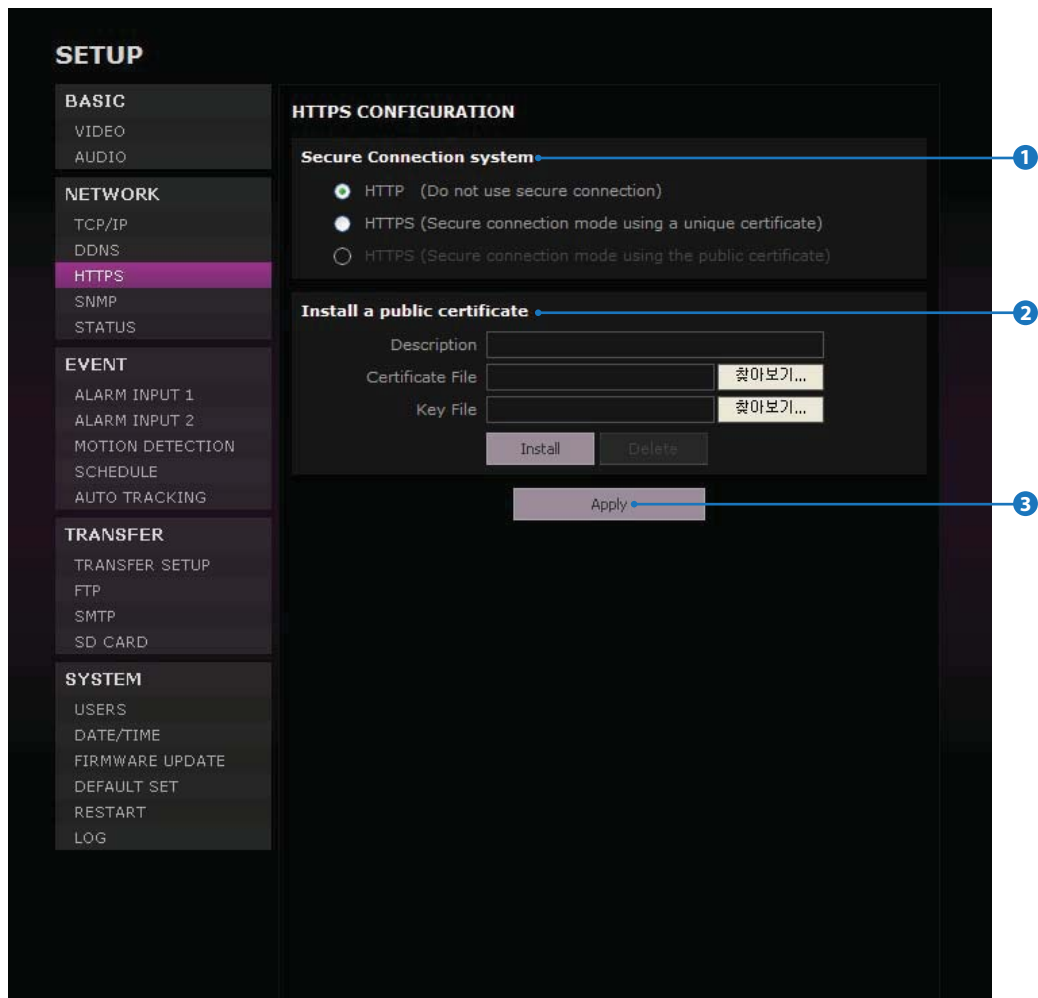 SETUP
BASIC
VIDEO
AUDIO
NETWORK
TCP/IP
DDNS
HTTPS
SNMP
STATUS
EVENT
ALARM INPUT 1
ALARM INPUT 2
MOTION DETECTION
SCHEDULE
AUTO TRACKING
TRANSFER
TRANSFER SETUP
FTP
SMTP
SD CARD
SYSTEM
USERS
DATE/TIME
FIRMWARE UPDATE
DEFAULT SET
RESTART
LOG
HTTPS CONFIGURATION
Secure Connection system 1
HTTP (Do not use secure connection)
HTTPS (Secure connection mode using a unique certificate)
HTTPS (Secure connection mode using the public certificate)
Install a public certificate 2
Description
Certificate File 찾아보기...
Key File 찾아보기...
Install Delete
Apply 3